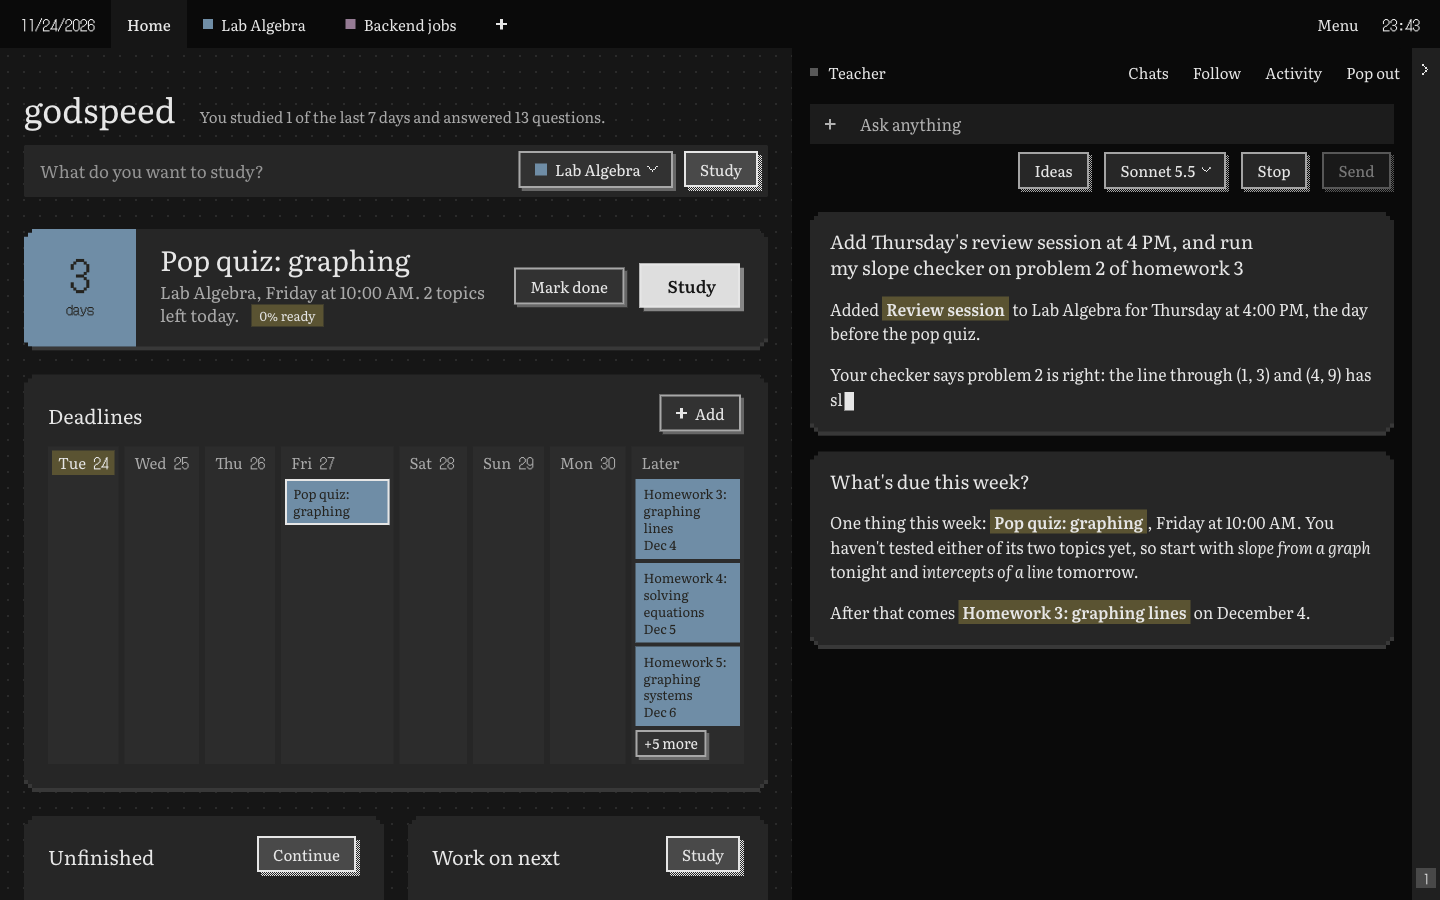 11/24/2026
Home
Lab Algebra
Backend jobs
+
Menu
23:43
godspeed
You studied 1 of the last 7 days and answered 13 questions.
What do you want to study?
Lab Algebra
Study
3
days
Pop quiz: graphing
Lab Algebra, Friday at 10:00 AM. 2 topics
left today.
0% ready
Mark done
Study
Deadlines
+ Add
Tue 24
Wed 25
Thu 26
Fri 27
Sat 28
Sun 29
Mon 30
Later
Pop quiz:
graphing
Homework 3:
graphing
lines
Dec 4
Homework 4:
solving
equations
Dec 5
Homework 5:
graphing
systems
Dec 6
+5 more
Unfinished
Continue
Work on next
Study
Teacher
Chats
Follow
Activity
Pop out
+ Ask anything
Ideas
Sonnet 5.5
Stop
Send
Add Thursday's review session at 4 PM, and run
my slope checker on problem 2 of homework 3
Added Review session to Lab Algebra for Thursday at 4:00 PM, the day
before the pop quiz.
Your checker says problem 2 is right: the line through (1, 3) and (4, 9) has
sl
What's due this week?
One thing this week: Pop quiz: graphing, Friday at 10:00 AM. You
haven't tested either of its two topics yet, so start with slope from a graph
tonight and intercepts of a line tomorrow.
After that comes Homework 3: graphing lines on December 4.
1